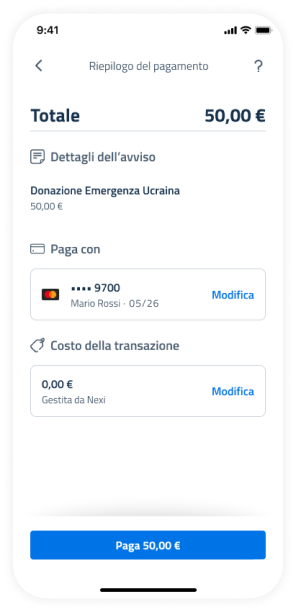 9:41
Riepilogo del pagamento ?
Totale 50,00 €
Dettagli dell'avviso
Donazione Emergenza Ucraina
50,00 €
Paga con
•••• 9700
Mario Rossi · 05/26
Modifica
Costo della transazione
0,00 €
Gestita da Nexi
Modifica
Paga 50,00 €